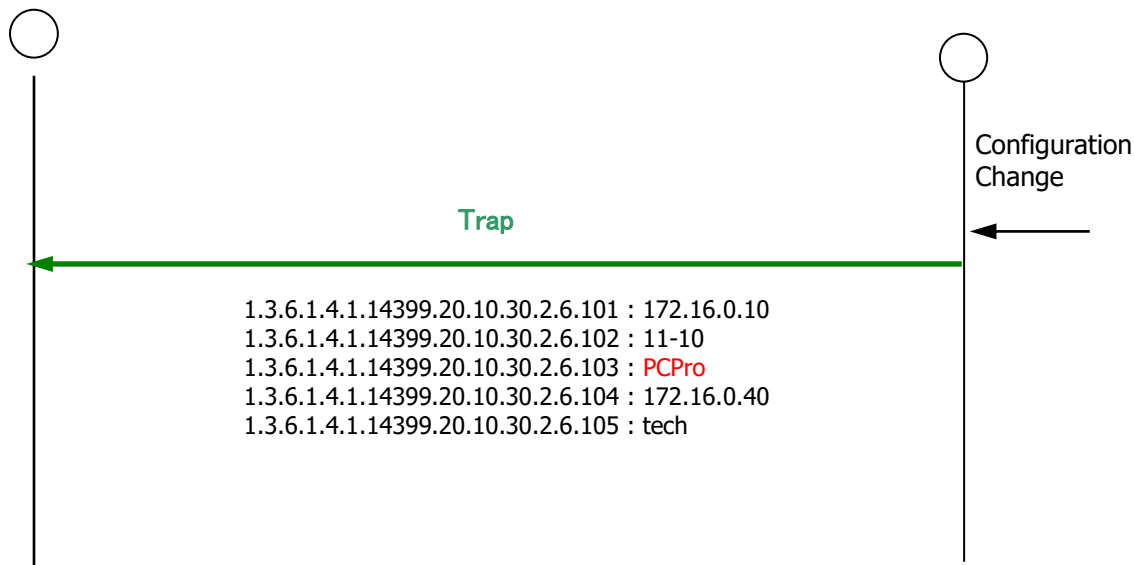 Configuration
Change
Trap
1.3.6.1.4.1.14399.20.10.30.2.6.101 : 172.16.0.10
1.3.6.1.4.1.14399.20.10.30.2.6.102 : 11-10
1.3.6.1.4.1.14399.20.10.30.2.6.103 : PCPro
1.3.6.1.4.1.14399.20.10.30.2.6.104 : 172.16.0.40
1.3.6.1.4.1.14399.20.10.30.2.6.105 : tech